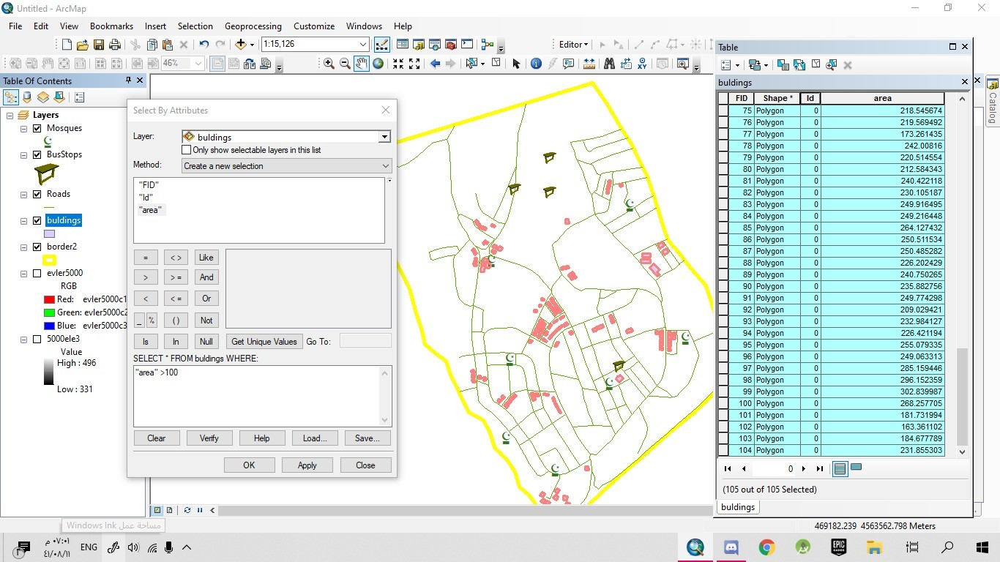 Untitled - ArcMap
File Edit View Bookmarks Insert Selection Geoprocessing Customize Windows Help
1:15,126
Editor
46%
Table Of Contents
Layers
Mosques
BusStops
Roads
buldings
border2
evler5000
RGB
Red: evler5000c1
Green: evler5000c2
Blue: evler5000c3
5000ele3
Value
High : 496
Low : 331
Select By Attributes
Layer: buldings
Only show selectable layers in this list
Method: Create a new selection
"FID"
"Id"
"area"
= < > Like
> > = And
< < = Or
_ % ( ) Not
Is In Null Get Unique Values Go To:
SELECT * FROM buldings WHERE:
"area" >100
Clear Verify Help Load... Save...
OK Apply Close
Table
buldings
FID Shape * Id area
75 Polygon 0 218.545674
76 Polygon 0 219.569492
77 Polygon 0 173.261435
78 Polygon 0 242.00816
79 Polygon 0 220.514554
80 Polygon 0 212.584343
81 Polygon 0 240.422118
82 Polygon 0 230.105187
83 Polygon 0 249.916495
84 Polygon 0 249.216448
85 Polygon 0 264.127432
86 Polygon 0 250.511534
87 Polygon 0 250.485282
88 Polygon 0 226.202429
89 Polygon 0 240.750265
90 Polygon 0 235.882756
91 Polygon 0 249.774298
92 Polygon 0 209.029421
93 Polygon 0 232.984127
94 Polygon 0 226.421194
95 Polygon 0 255.079335
96 Polygon 0 249.063313
97 Polygon 0 285.159446
98 Polygon 0 296.152359
99 Polygon 0 302.839987
100 Polygon 0 268.257705
101 Polygon 0 181.731994
102 Polygon 0 163.361102
103 Polygon 0 184.677789
104 Polygon 0 231.855303
0
(105 out of 105 Selected)
buldings
Catalog
469182.239 4563562.798 Meters
مساحة عمل Windows Ink
٠٧:٠١ م
٤١/٠٨/١١
ENG
EPIC GAMES